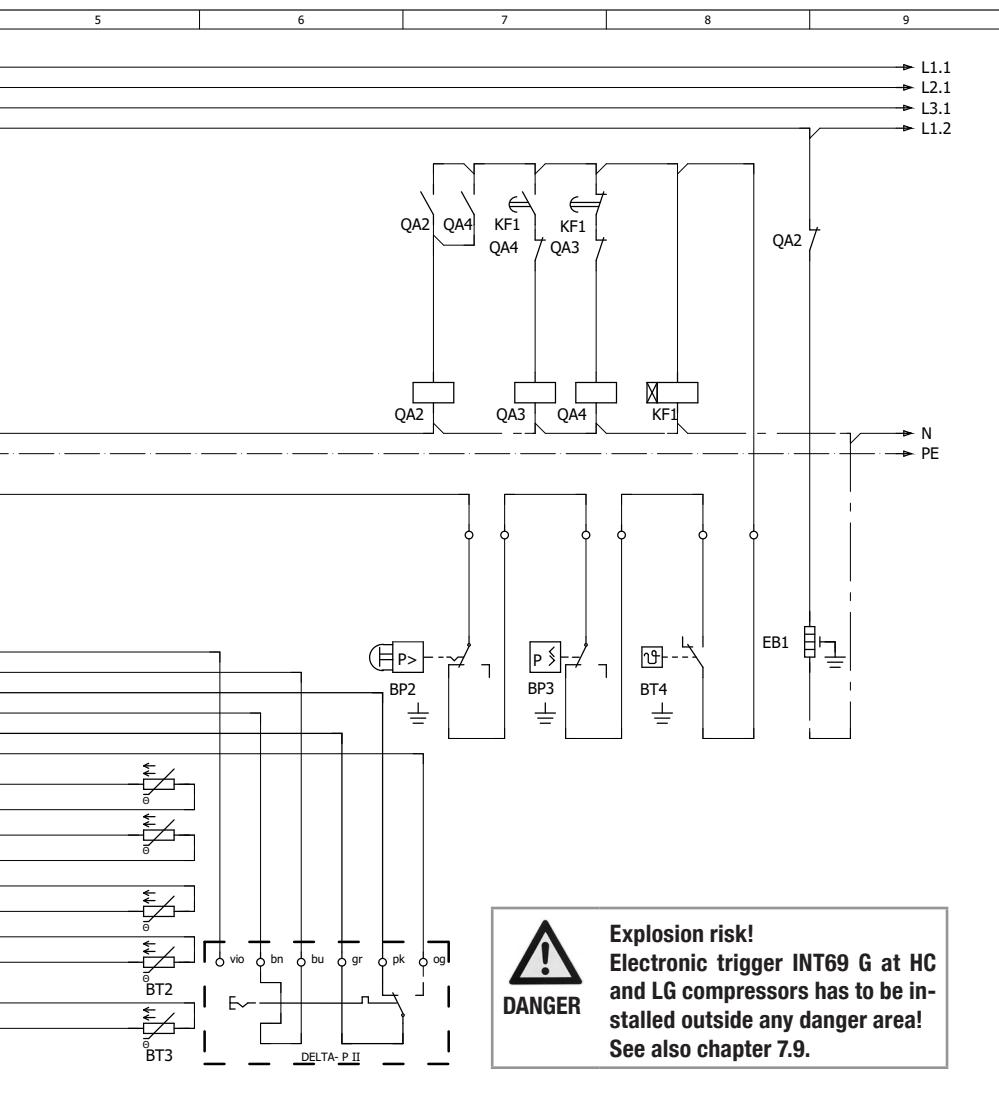 5 6 7 8 9
L1.1
L2.1
L3.1
L1.2
QA2 QA4 KF1 KF1
QA4 QA3 QA2
QA2 QA3 QA4 KF1
N
PE
EB1
P> P ϑ
BP2 BP3 BT4
Θ
Θ
Θ
vio bn bu gr pk og
Θ
BT2
Θ
BT3
DELTA- P II
DANGER
Explosion risk!
Electronic trigger INT69 G at HC
and LG compressors has to be in-
stalled outside any danger area!
See also chapter 7.9.